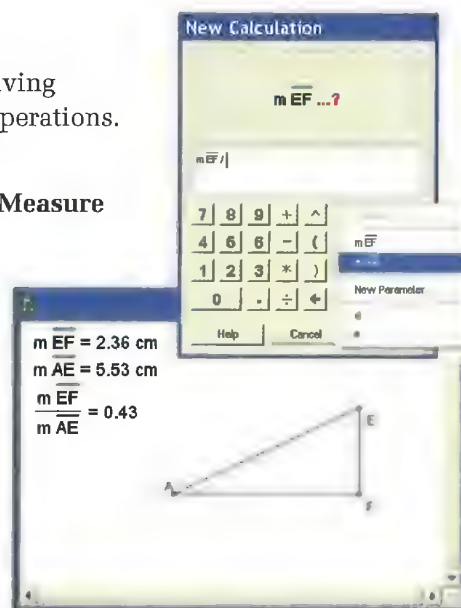 ving
perations.
Measure
New Calculation
m EF ...?
m EF /
7 8 9 + ^
4 5 6 - (
1 2 3 * )
0 . ÷
Help Cancel
m EF
New Parameter
m EF = 2.36 cm
m AE = 5.53 cm
m EF
m AE = 0.43
A
E
F